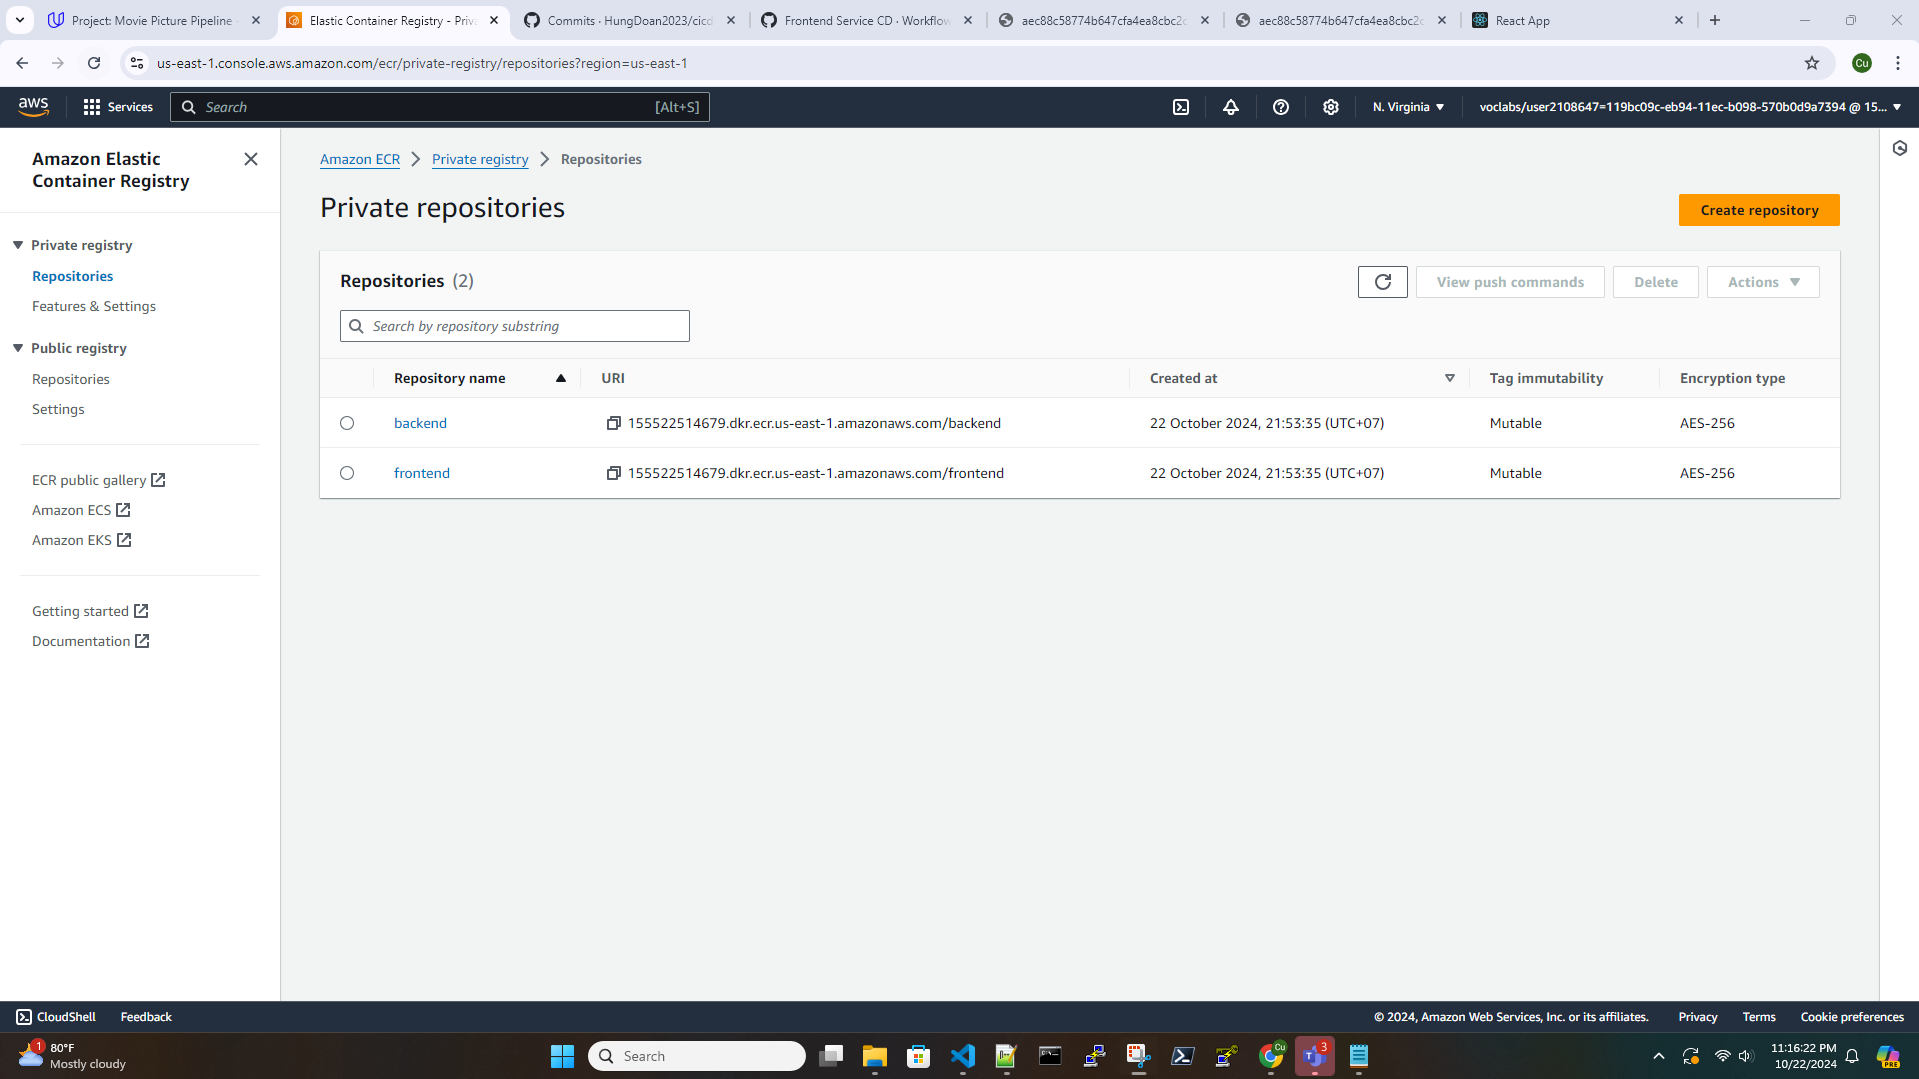 Project: Movie Picture Pipeline -
Elastic Container Registry - Priva
Commits · HungDoan2023/cicd
Frontend Service CD · Workflow
aec88c58774b647cfa4ea8cbc2c
aec88c58774b647cfa4ea8cbc2c
React App
us-east-1.console.aws.amazon.com/ecr/private-registry/repositories?region=us-east-1
Cu
aws
Services
Search
[Alt+S]
N. Virginia
voclabs/user2108647=119bc09c-eb94-11ec-b098-570b0d9a7394 @ 15...
Amazon Elastic
Container Registry
Private registry
Repositories
Features & Settings
Public registry
Repositories
Settings
ECR public gallery
Amazon ECS
Amazon EKS
Getting started
Documentation
Amazon ECR
Private registry
Repositories
Private repositories
Create repository
Repositories (2)
View push commands
Delete
Actions
Search by repository substring
Repository name
URI
Created at
Tag immutability
Encryption type
backend
155522514679.dkr.ecr.us-east-1.amazonaws.com/backend
22 October 2024, 21:53:35 (UTC+07)
Mutable
AES-256
frontend
155522514679.dkr.ecr.us-east-1.amazonaws.com/frontend
22 October 2024, 21:53:35 (UTC+07)
Mutable
AES-256
CloudShell
Feedback
© 2024, Amazon Web Services, Inc. or its affiliates.
Privacy
Terms
Cookie preferences
1
80°F
Mostly cloudy
Search
Cu
3
11:16:22 PM
10/22/2024
PRE